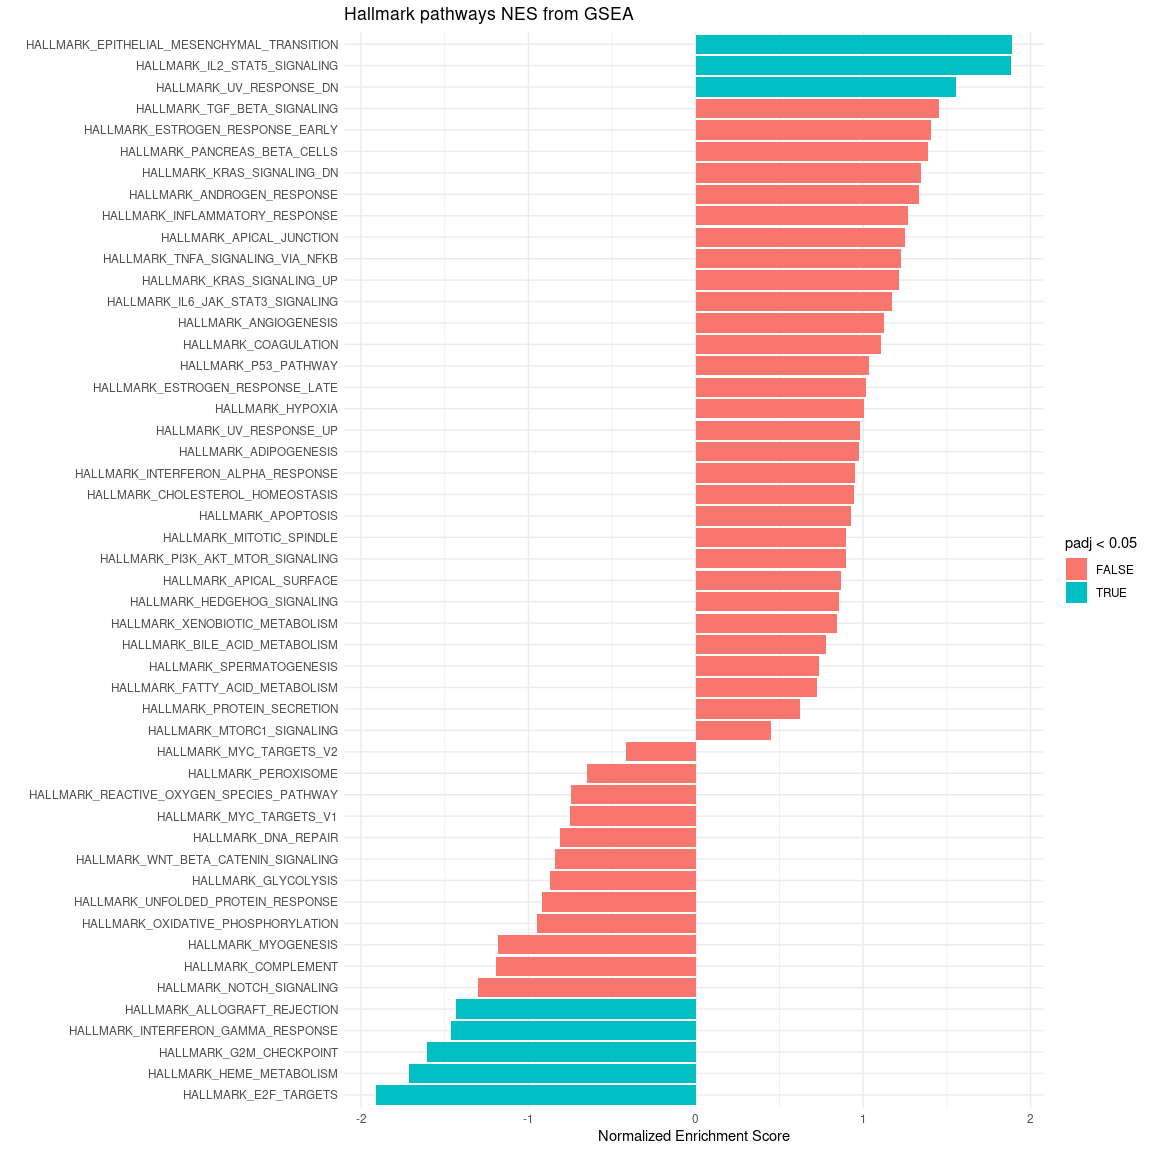 Hallmark pathways NES from GSEA
HALLMARK_EPITHELIAL_MESENCHYMAL_TRANSITION
HALLMARK_IL2_STAT5_SIGNALING
HALLMARK_UV_RESPONSE_DN
HALLMARK_TGF_BETA_SIGNALING
HALLMARK_ESTROGEN_RESPONSE_EARLY
HALLMARK_PANCREAS_BETA_CELLS
HALLMARK_KRAS_SIGNALING_DN
HALLMARK_ANDROGEN_RESPONSE
HALLMARK_INFLAMMATORY_RESPONSE
HALLMARK_APICAL_JUNCTION
HALLMARK_TNFA_SIGNALING_VIA_NFKB
HALLMARK_KRAS_SIGNALING_UP
HALLMARK_IL6_JAK_STAT3_SIGNALING
HALLMARK_ANGIOGENESIS
HALLMARK_COAGULATION
HALLMARK_P53_PATHWAY
HALLMARK_ESTROGEN_RESPONSE_LATE
HALLMARK_HYPOXIA
HALLMARK_UV_RESPONSE_UP
HALLMARK_ADIPOGENESIS
HALLMARK_INTERFERON_ALPHA_RESPONSE
HALLMARK_CHOLESTEROL_HOMEOSTASIS
HALLMARK_APOPTOSIS
HALLMARK_MITOTIC_SPINDLE
HALLMARK_PI3K_AKT_MTOR_SIGNALING
HALLMARK_APICAL_SURFACE
HALLMARK_HEDGEHOG_SIGNALING
HALLMARK_XENOBIOTIC_METABOLISM
HALLMARK_BILE_ACID_METABOLISM
HALLMARK_SPERMATOGENESIS
HALLMARK_FATTY_ACID_METABOLISM
HALLMARK_PROTEIN_SECRETION
HALLMARK_MTORC1_SIGNALING
HALLMARK_MYC_TARGETS_V2
HALLMARK_PEROXISOME
HALLMARK_REACTIVE_OXYGEN_SPECIES_PATHWAY
HALLMARK_MYC_TARGETS_V1
HALLMARK_DNA_REPAIR
HALLMARK_WNT_BETA_CATENIN_SIGNALING
HALLMARK_GLYCOLYSIS
HALLMARK_UNFOLDED_PROTEIN_RESPONSE
HALLMARK_OXIDATIVE_PHOSPHORYLATION
HALLMARK_MYOGENESIS
HALLMARK_COMPLEMENT
HALLMARK_NOTCH_SIGNALING
HALLMARK_ALLOGRAFT_REJECTION
HALLMARK_INTERFERON_GAMMA_RESPONSE
HALLMARK_G2M_CHECKPOINT
HALLMARK_HEME_METABOLISM
HALLMARK_E2F_TARGETS
-2 -1 0 1 2
Normalized Enrichment Score
padj < 0.05
FALSE
TRUE